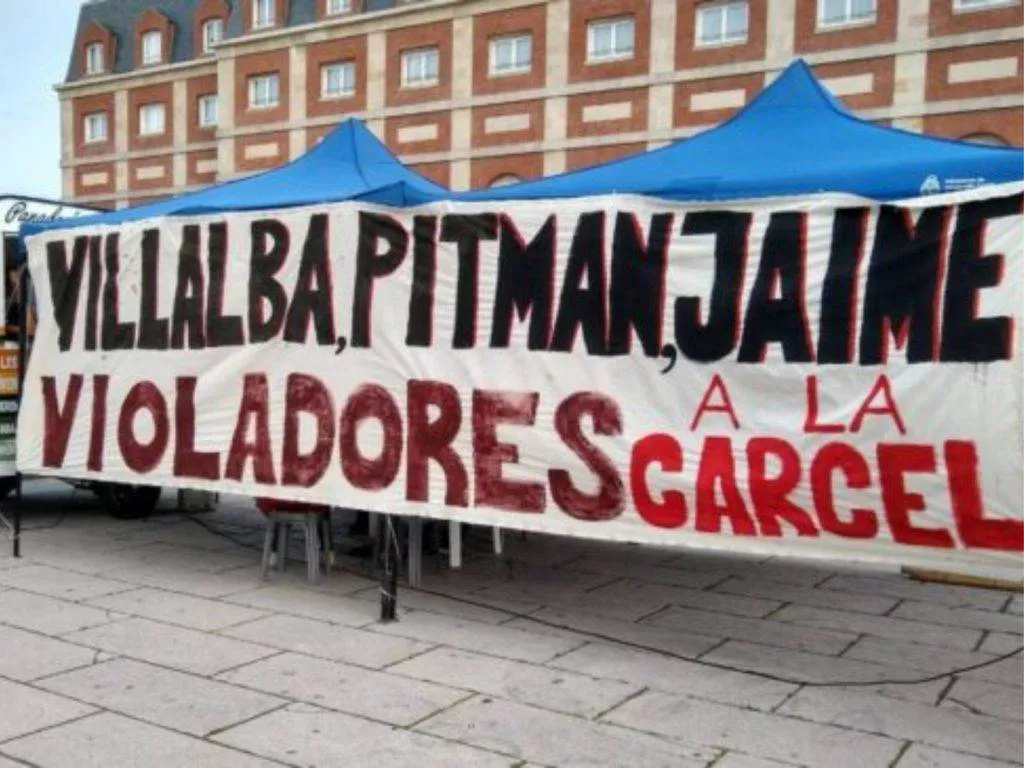 VILLALBA, PITMAN, JAIME
VIOLADORES A LA
CARCEL